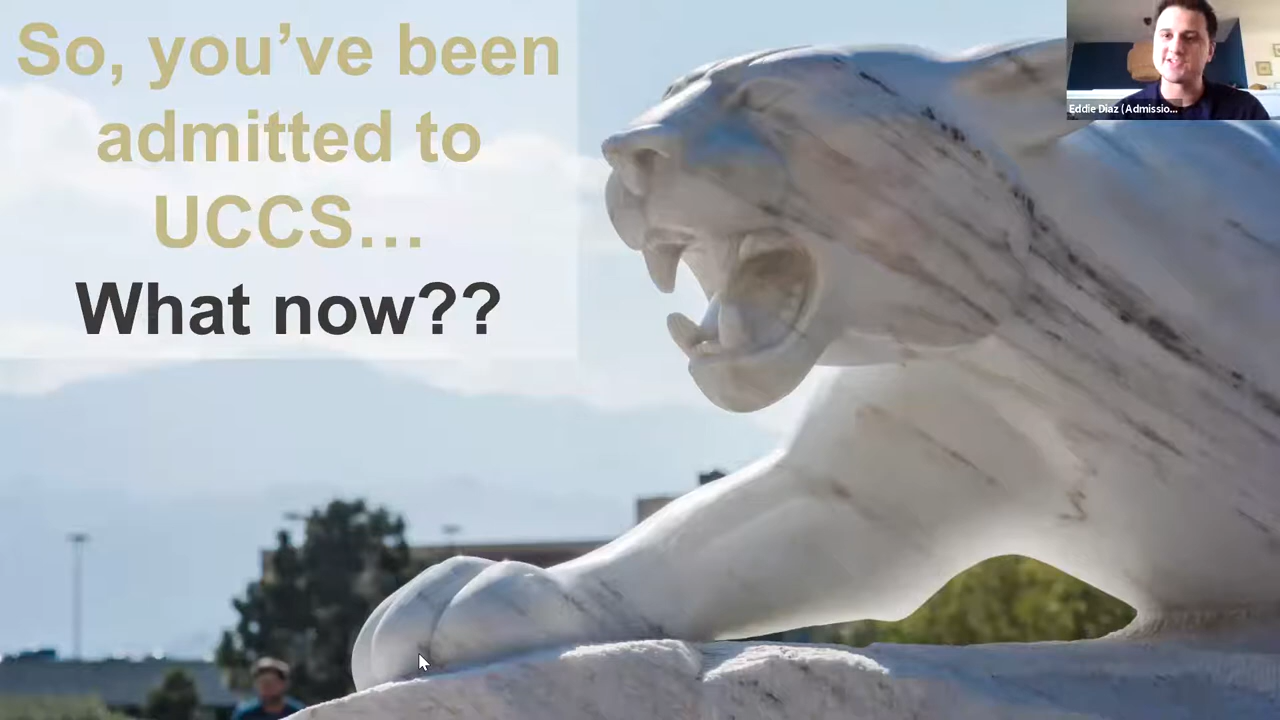 So, you’ve been
admitted to
UCCS…
What now??
Eddie Diaz (Admissio...